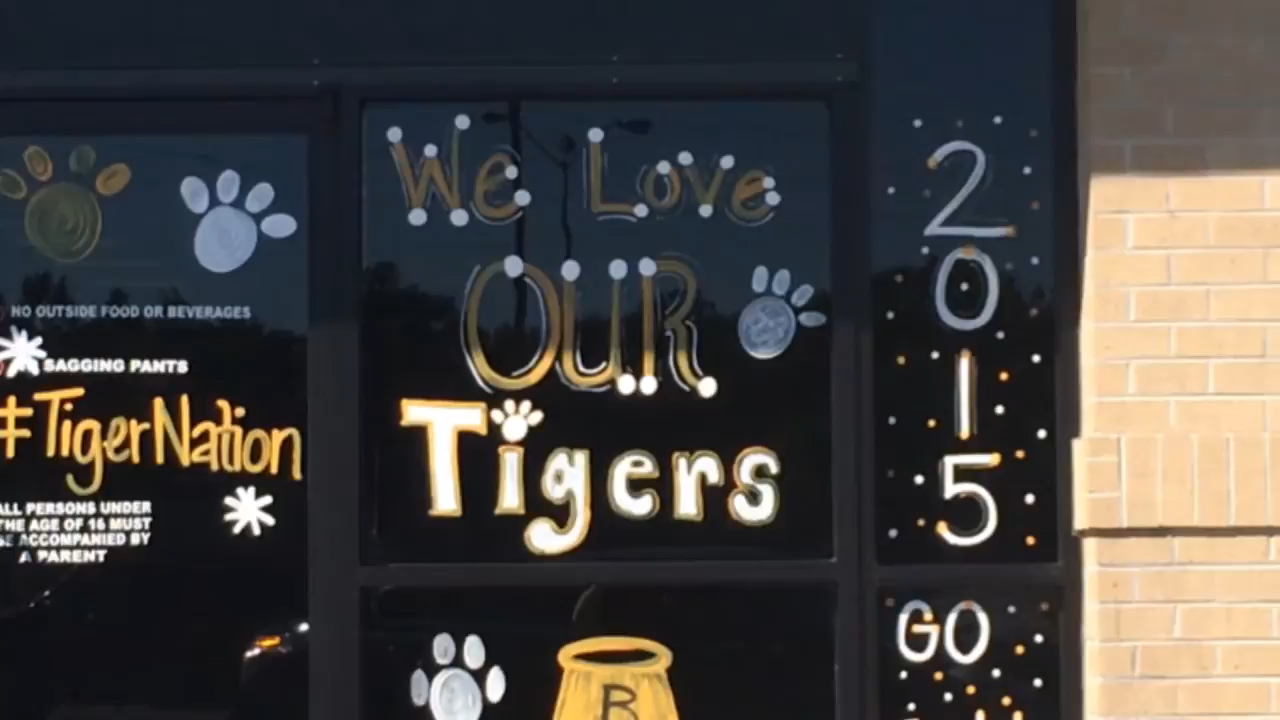 NO OUTSIDE FOOD OR BEVERAGES
SAGGING PANTS
#TigerNation
ALL PERSONS UNDER
THE AGE OF 16 MUST
BE ACCOMPANIED BY
A PARENT
We Love
OUR
Tigers
B
2
0
1
5
GO